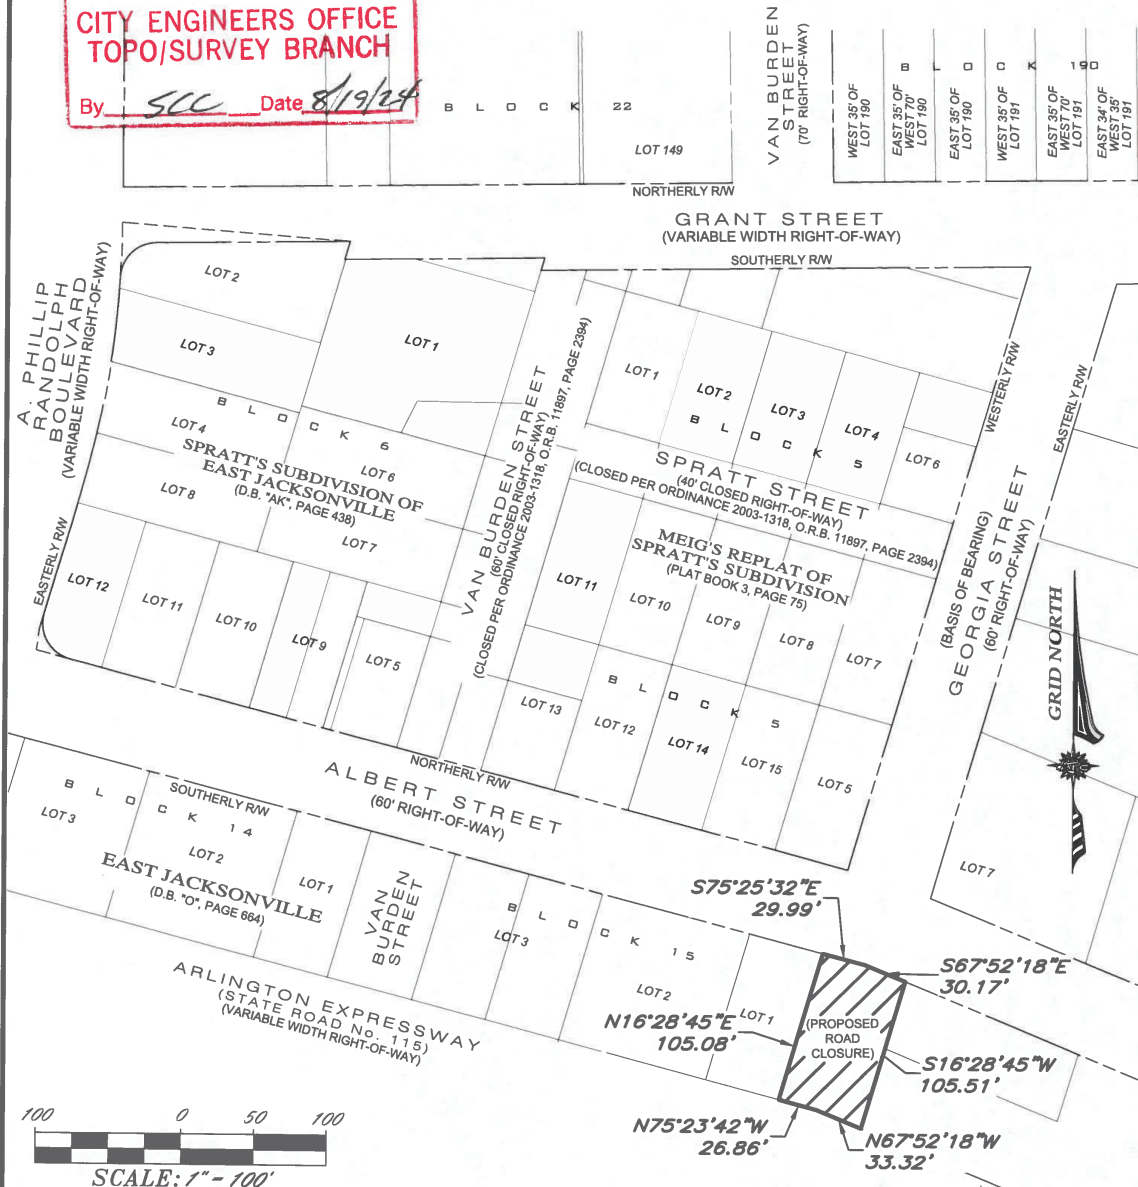 CITY ENGINEERS OFFICE
TOPO/SURVEY BRANCH
By SCC Date 8/19/24
BLOCK 22
LOT 149
NORTHERLY R/W
VAN BURDEN
STREET
(70' RIGHT-OF-WAY)
BLOCK 190
WEST 35' OF
LOT 190
EAST 35' OF
WEST 70'
LOT 190
EAST 35' OF
LOT 190
WEST 35' OF
LOT 191
EAST 35' OF
WEST 70'
LOT 191
EAST 34' OF
WEST 35'
LOT 191
GRANT STREET
(VARIABLE WIDTH RIGHT-OF-WAY)
SOUTHERLY R/W
A. PHILLIP
RANDOLPH
BOULEVARD
(VARIABLE WIDTH RIGHT-OF-WAY)
EASTERLY R/W
LOT 2
LOT 3
LOT 1
BLOCK 6
LOT 4
LOT 6
SPRATT'S SUBDIVISION OF
EAST JACKSONVILLE
(D.B. "AK", PAGE 438)
LOT 8
LOT 7
LOT 12
LOT 11
LOT 10
LOT 9
LOT 5
VAN BURDEN STREET
(60' CLOSED RIGHT-OF-WAY)
(CLOSED PER ORDINANCE 2003-1318, O.R.B. 11897, PAGE 2394)
LOT 1
LOT 2
LOT 3
LOT 4
BLOCK 5
LOT 6
SPRATT STREET
(40' CLOSED RIGHT-OF-WAY)
(CLOSED PER ORDINANCE 2003-1318, O.R.B. 11897, PAGE 2394)
MEIG'S REPLAT OF
SPRATT'S SUBDIVISION
(PLAT BOOK 3, PAGE 75)
LOT 11
LOT 10
LOT 9
LOT 8
LOT 7
BLOCK 5
LOT 13
LOT 12
LOT 14
LOT 15
LOT 5
WESTERLY R/W
EASTERLY R/W
(BASIS OF BEARING)
GEORGIA STREET
(60' RIGHT-OF-WAY)
GRID NORTH
LOT 7
NORTHERLY R/W
ALBERT STREET
(60' RIGHT-OF-WAY)
SOUTHERLY R/W
BLOCK 14
LOT 3
LOT 2
LOT 1
EAST JACKSONVILLE
(D.B. "O", PAGE 664)
VAN
BURDEN
STREET
BLOCK 15
LOT 3
LOT 2
LOT 1
ARLINGTON EXPRESSWAY
(STATE ROAD No. 115)
(VARIABLE WIDTH RIGHT-OF-WAY)
S75°25'32"E
29.99'
S67°52'18"E
30.17'
N16°28'45"E
105.08'
(PROPOSED
ROAD
CLOSURE)
S16°28'45"W
105.51'
N75°23'42"W
26.86'
N67°52'18"W
33.32'
100 0 50 100
SCALE: 1" = 100'